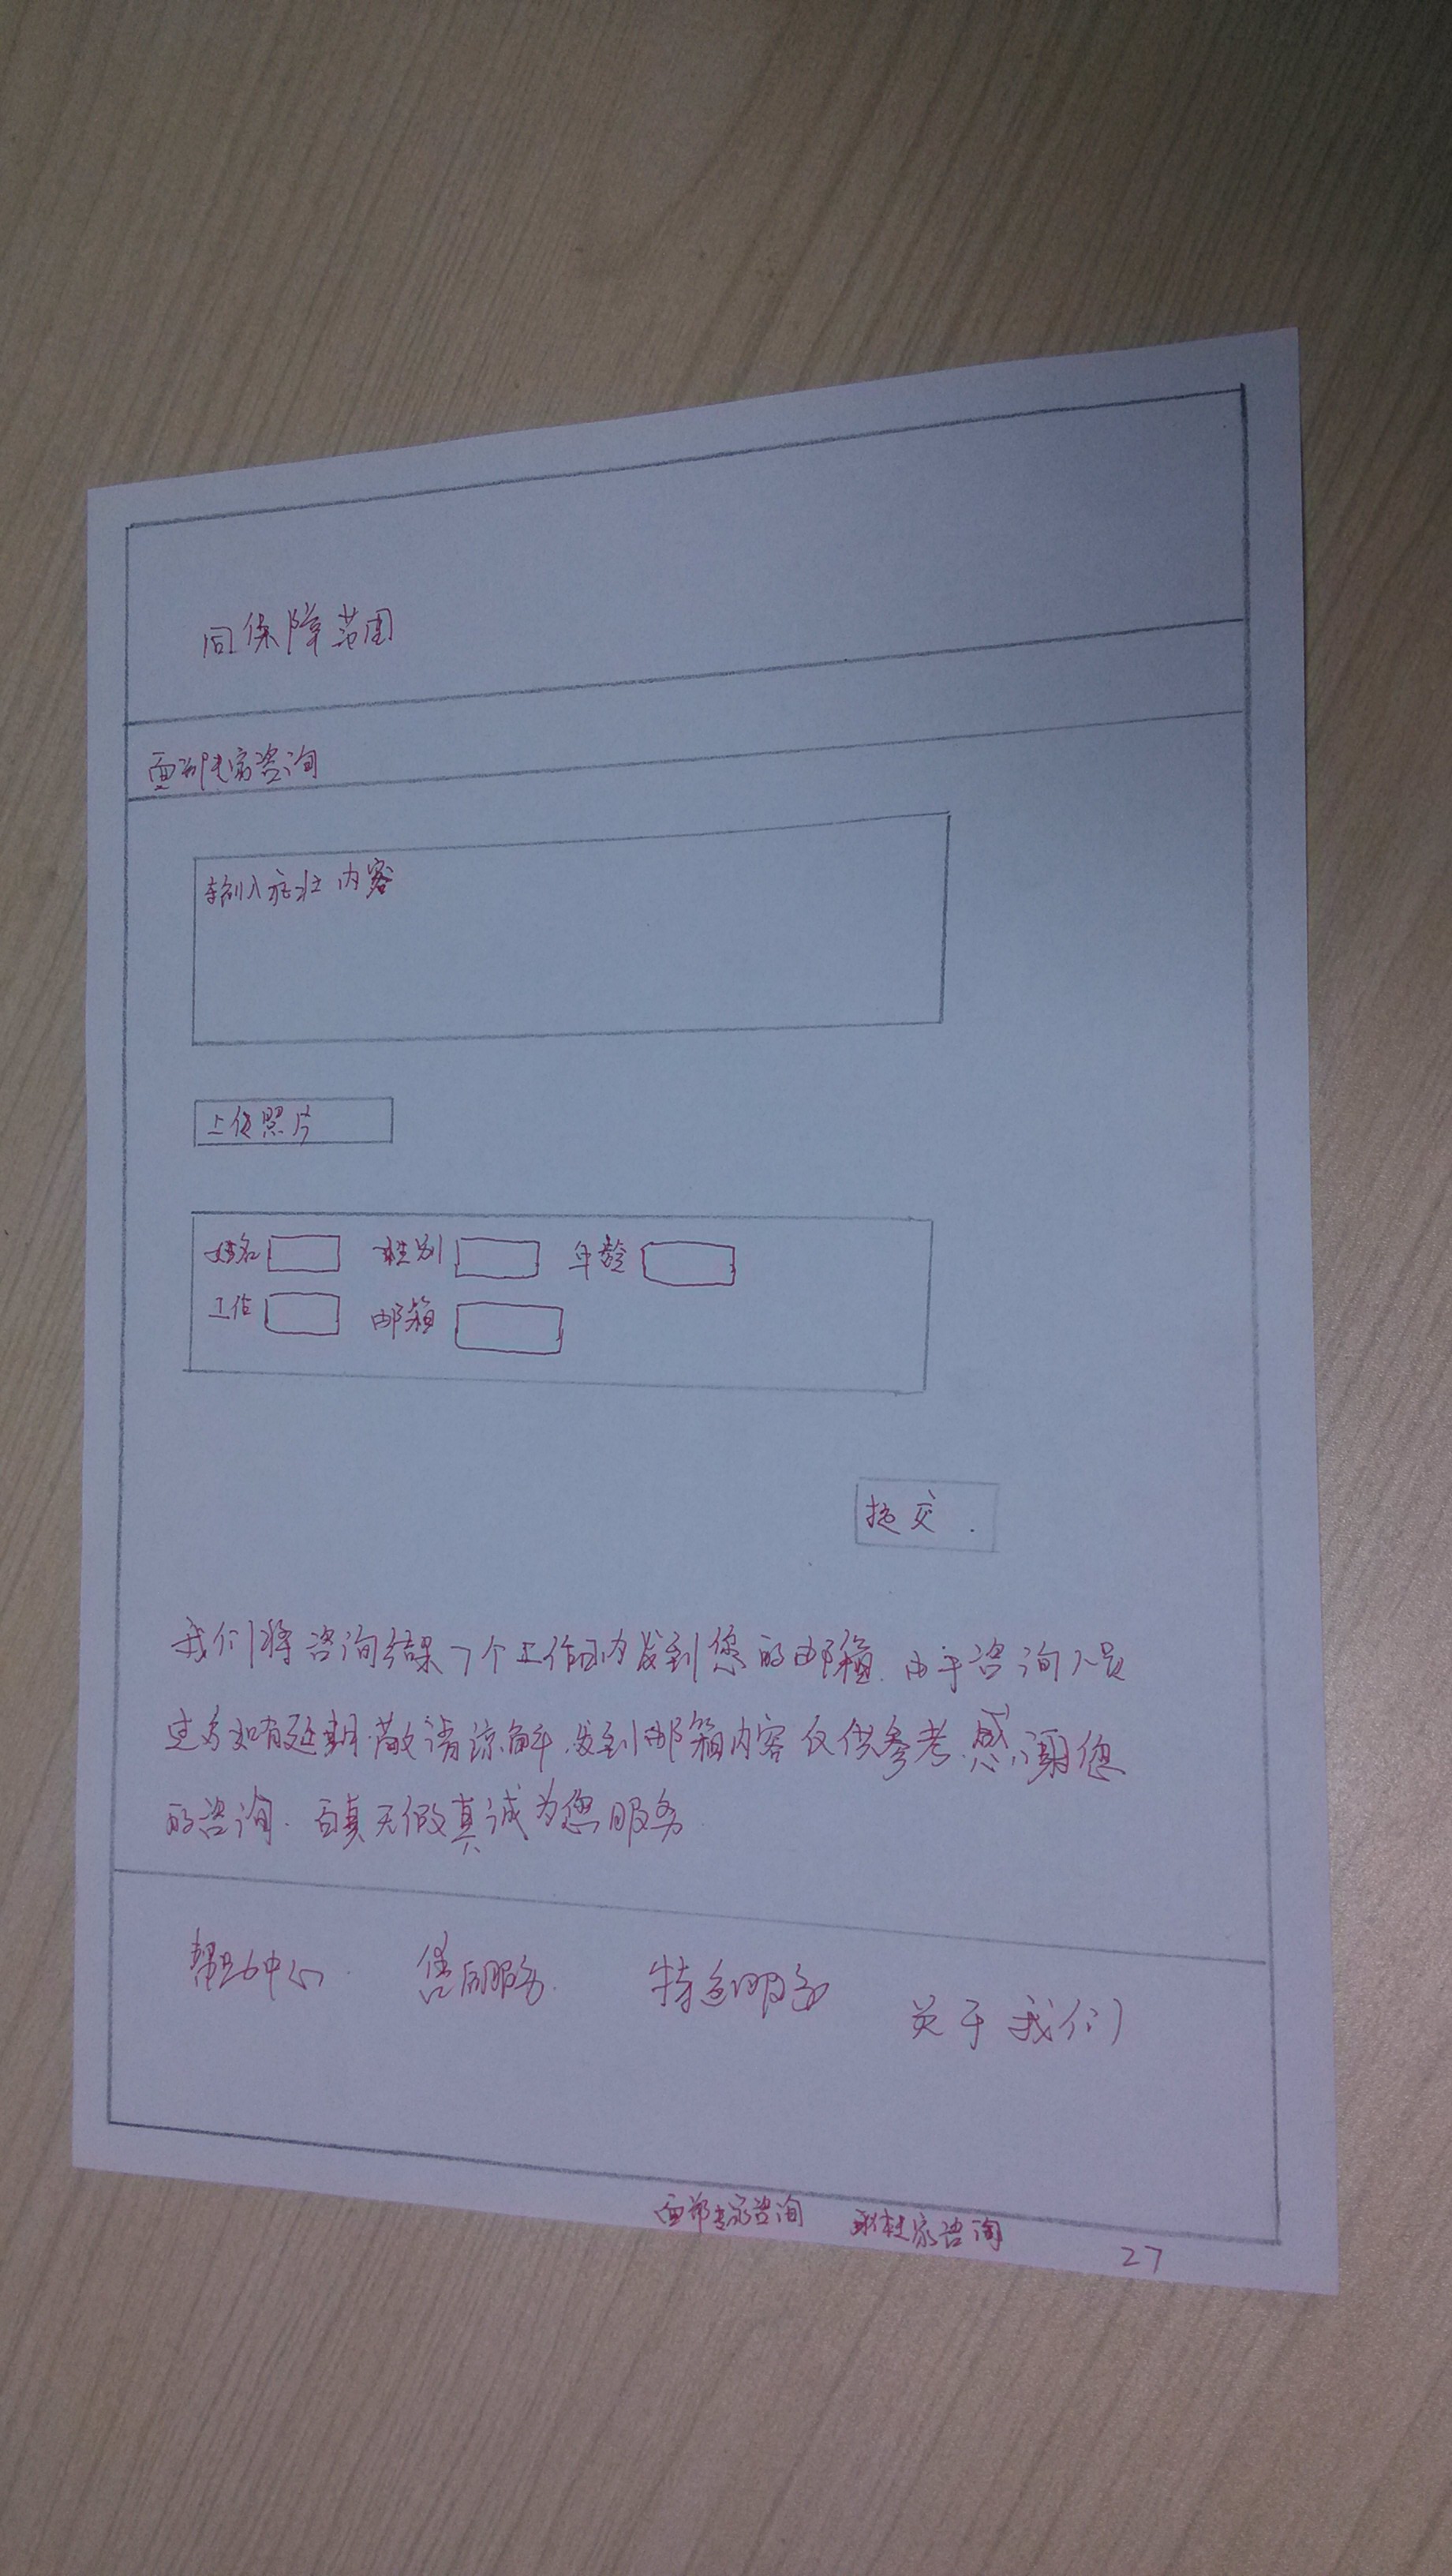 同保障范围
面部专家咨询
输入症状内容
上传照片
姓名 性别 年龄
工作 邮箱
提交.
我们将咨询结果7个工作日内发到您的邮箱.由于咨询人员
过多如有延期.敬请谅解.发到邮箱内容仅供参考.感谢您
的咨询.百真无假真诚为您服务.
帮助中心. 售后服务. 特色服务 关于我们
面部专家咨询 专家咨询 27